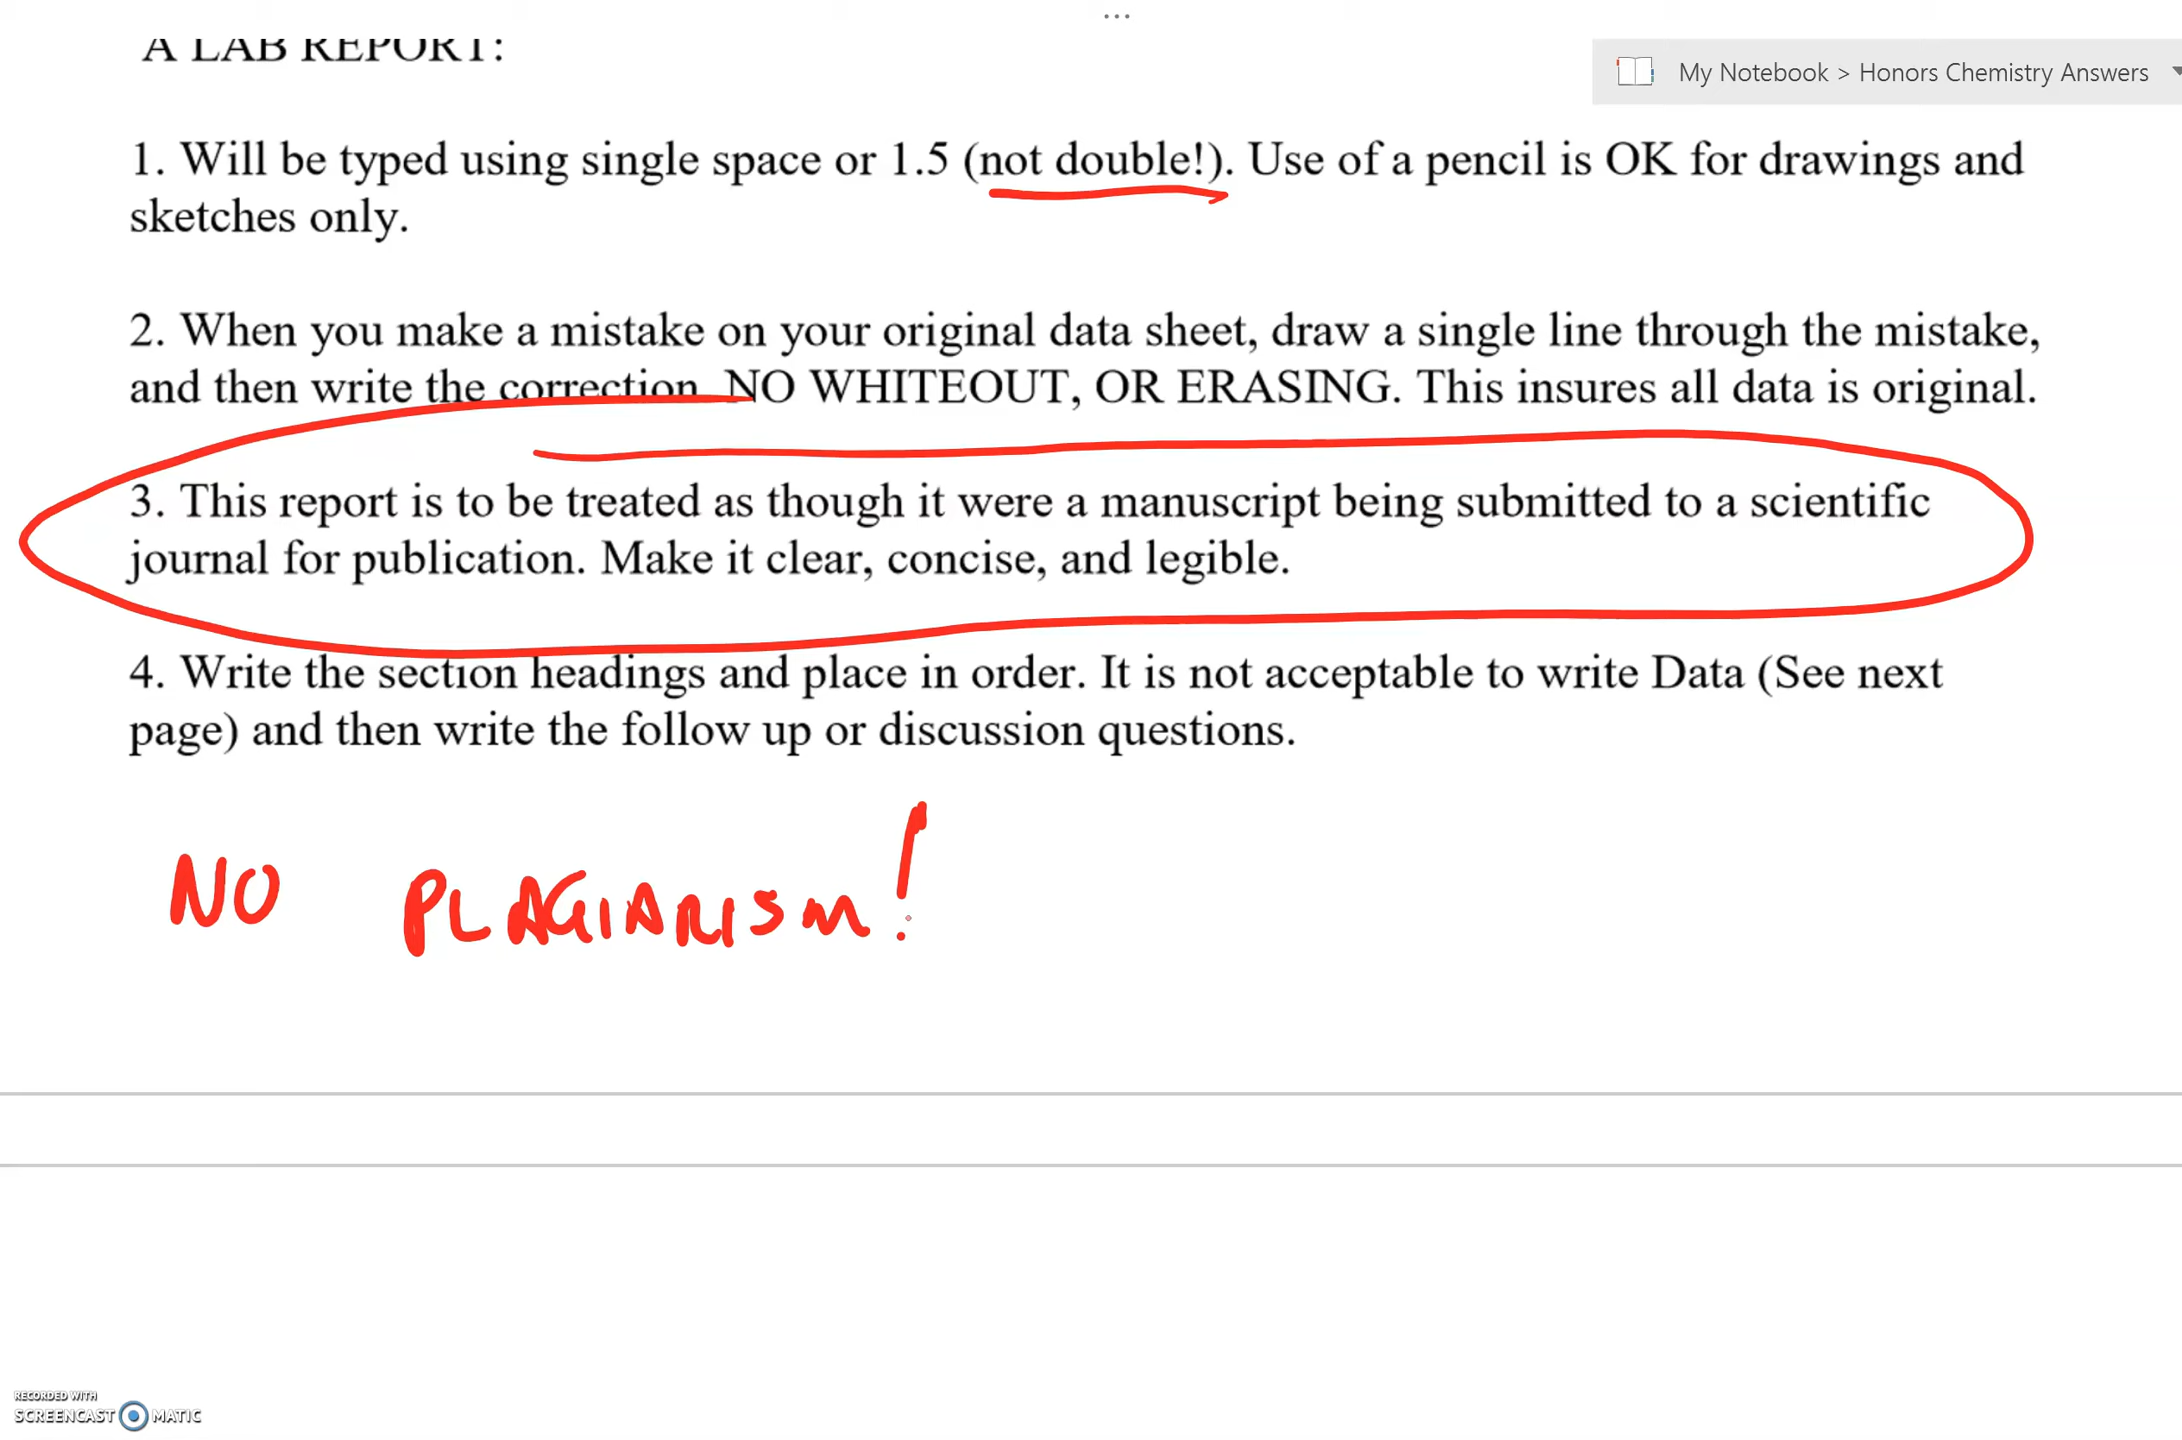 ...
A LAB REPORT:
My Notebook > Honors Chemistry Answers
1. Will be typed using single space or 1.5 (not double!). Use of a pencil is OK for drawings and
sketches only.
2. When you make a mistake on your original data sheet, draw a single line through the mistake,
and then write the correction. NO WHITEOUT, OR ERASING. This insures all data is original.
3. This report is to be treated as though it were a manuscript being submitted to a scientific
journal for publication. Make it clear, concise, and legible.
4. Write the section headings and place in order. It is not acceptable to write Data (See next
page) and then write the follow up or discussion questions.
NO PLAGIARISM!
RECORDED WITH
SCREENCAST MATIC